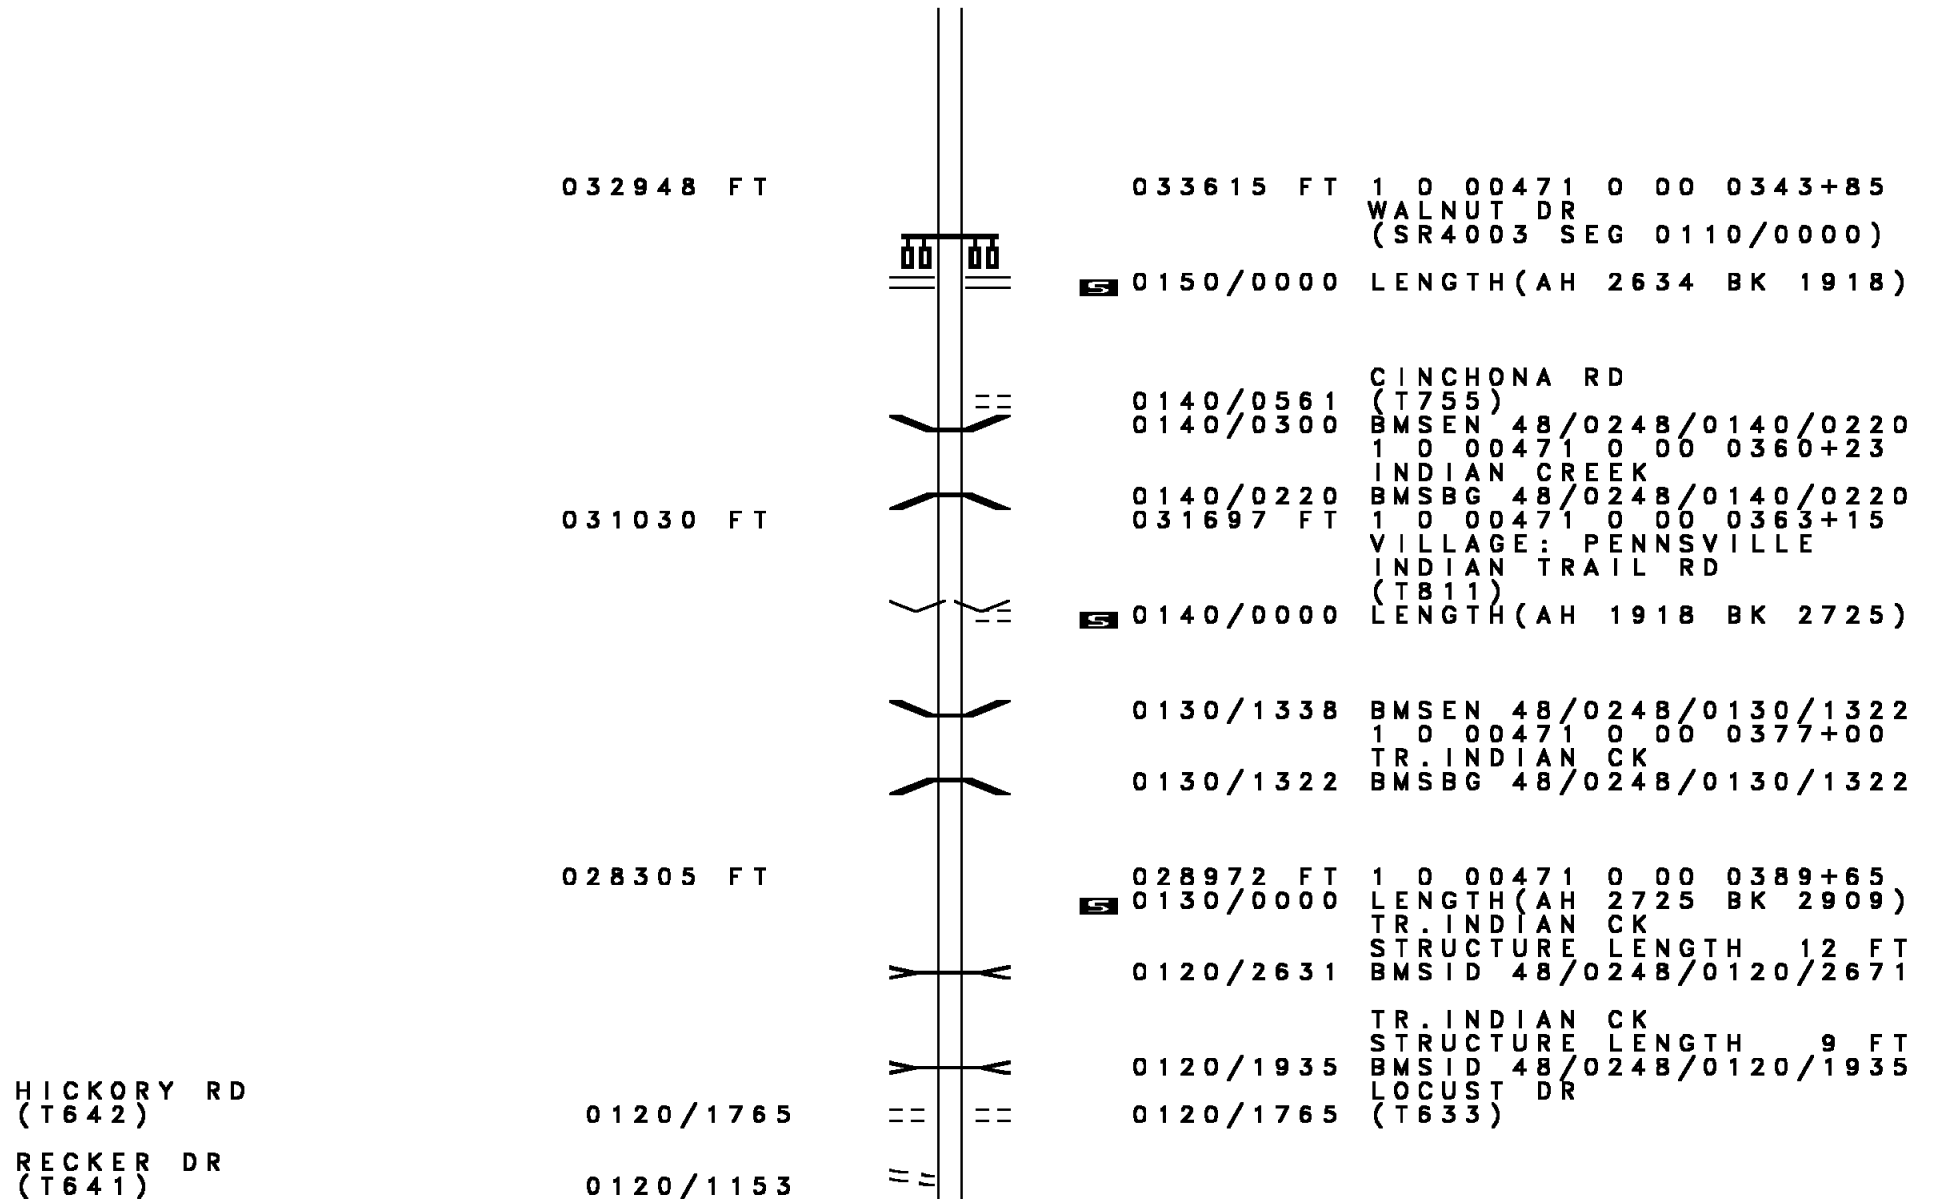 032948 FT 033615 FT 1 0 00471 0 00 0343+85
WALNUT DR
(SR4003 SEG 0110/0000)
S 0150/0000 LENGTH(AH 2634 BK 1918)
CINCHONA RD
0140/0561 (T755)
0140/0300 BMSEN 48/0248/0140/0220
1 0 00471 0 00 0360+23
INDIAN CREEK
0140/0220 BMSBG 48/0248/0140/0220
031030 FT 031697 FT 1 0 00471 0 00 0363+15
VILLAGE: PENNSVILLE
INDIAN TRAIL RD
(T811)
S 0140/0000 LENGTH(AH 1918 BK 2725)
0130/1338 BMSEN 48/0248/0130/1322
1 0 00471 0 00 0377+00
TR.INDIAN CK
0130/1322 BMSBG 48/0248/0130/1322
028305 FT 028972 FT 1 0 00471 0 00 0389+65
S 0130/0000 LENGTH(AH 2725 BK 2909)
TR.INDIAN CK
STRUCTURE LENGTH 12 FT
0120/2631 BMSID 48/0248/0120/2671
TR.INDIAN CK
STRUCTURE LENGTH 9 FT
0120/1935 BMSID 48/0248/0120/1935
HICKORY RD LOCUST DR
(T642) 0120/1765 0120/1765 (T633)
RECKER DR
(T641) 0120/1153